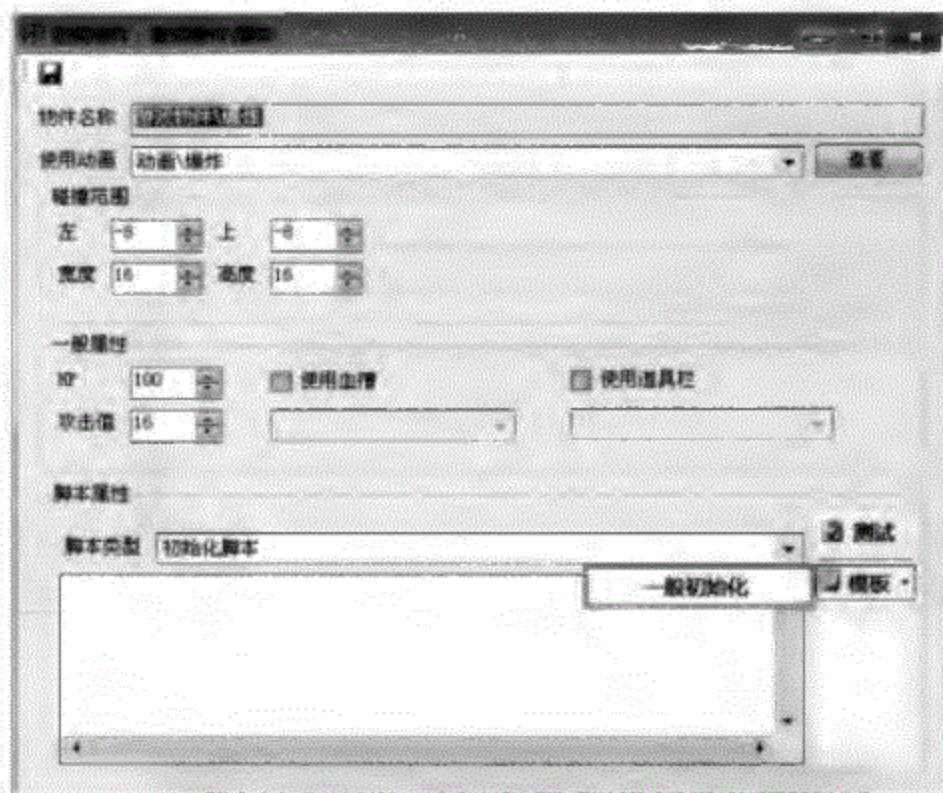 物件名称
使用动画 动画\爆炸 查看
碰撞范围
左 -8 上 -8
宽度 16 高度 16
一般属性
HP 100 使用血槽 使用道具栏
攻击值 16
脚本属性
脚本类型 初始化脚本 测试
一般初始化 模板